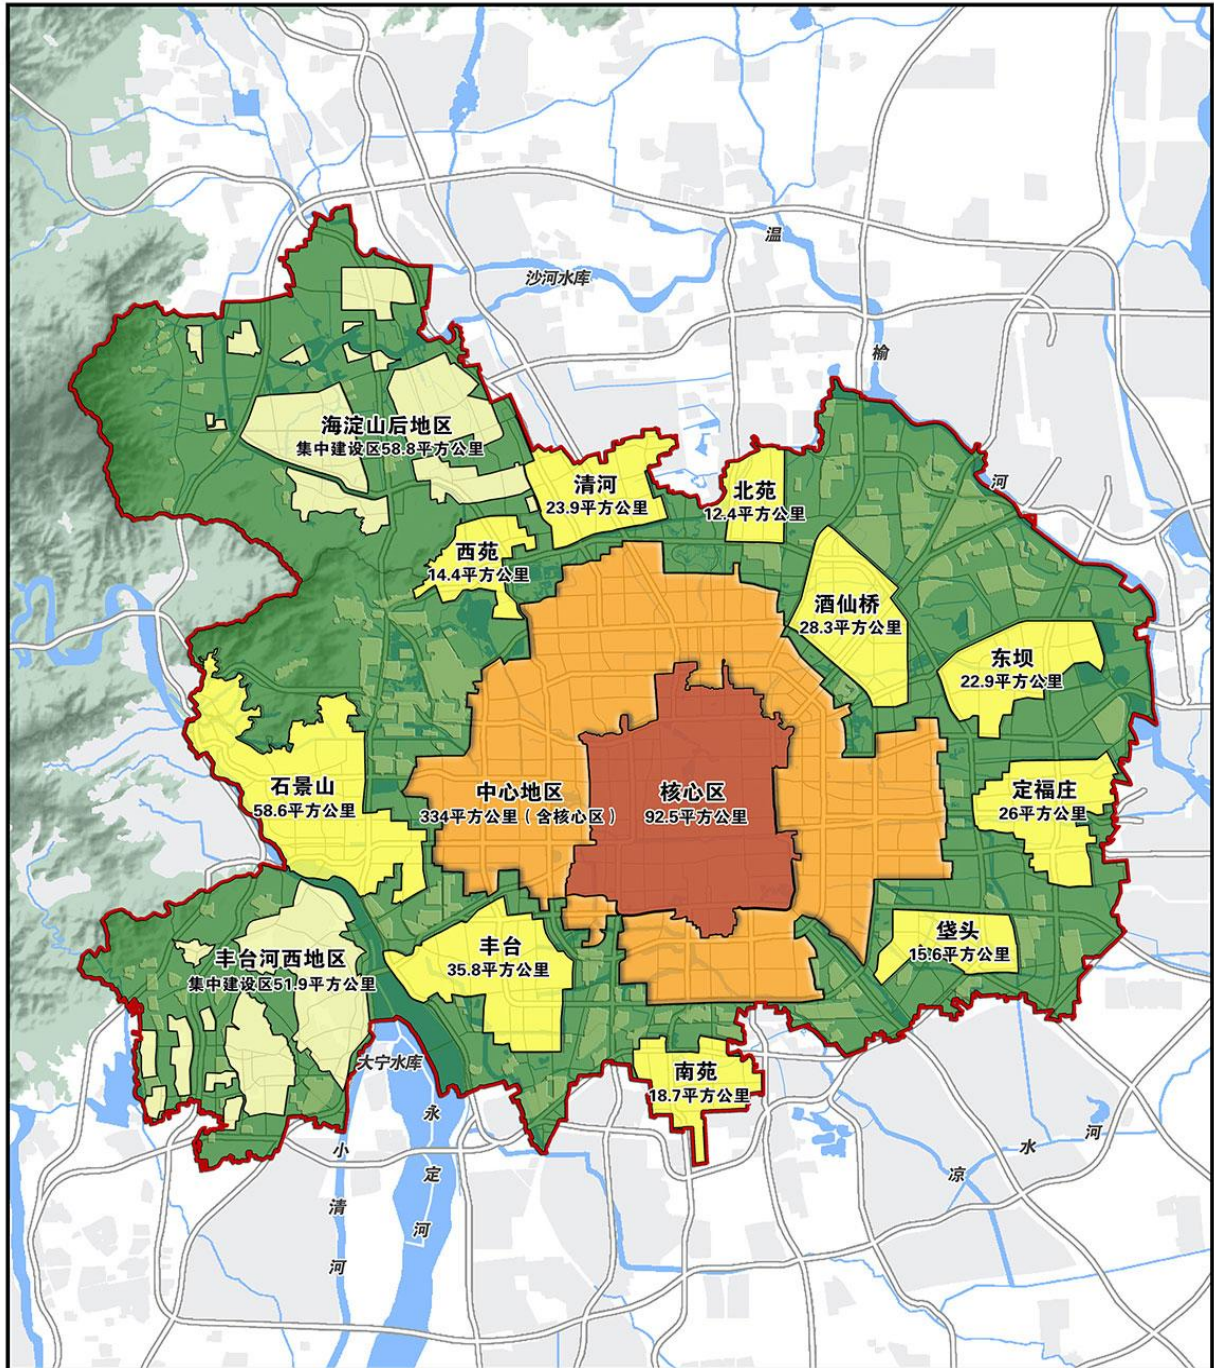 温
沙河水库
榆
海淀山后地区
集中建设区58.8平方公里
清河
23.9平方公里
北苑
12.4平方公里
河
西苑
14.4平方公里
酒仙桥
28.3平方公里
东坝
22.9平方公里
石景山
58.6平方公里
中心地区
334平方公里（含核心区）
核心区
92.5平方公里
定福庄
26平方公里
垡头
15.6平方公里
丰台
35.8平方公里
丰台河西地区
集中建设区51.9平方公里
大宁水库
南苑
18.7平方公里
永
定
河
小
清
河
凉
水
河